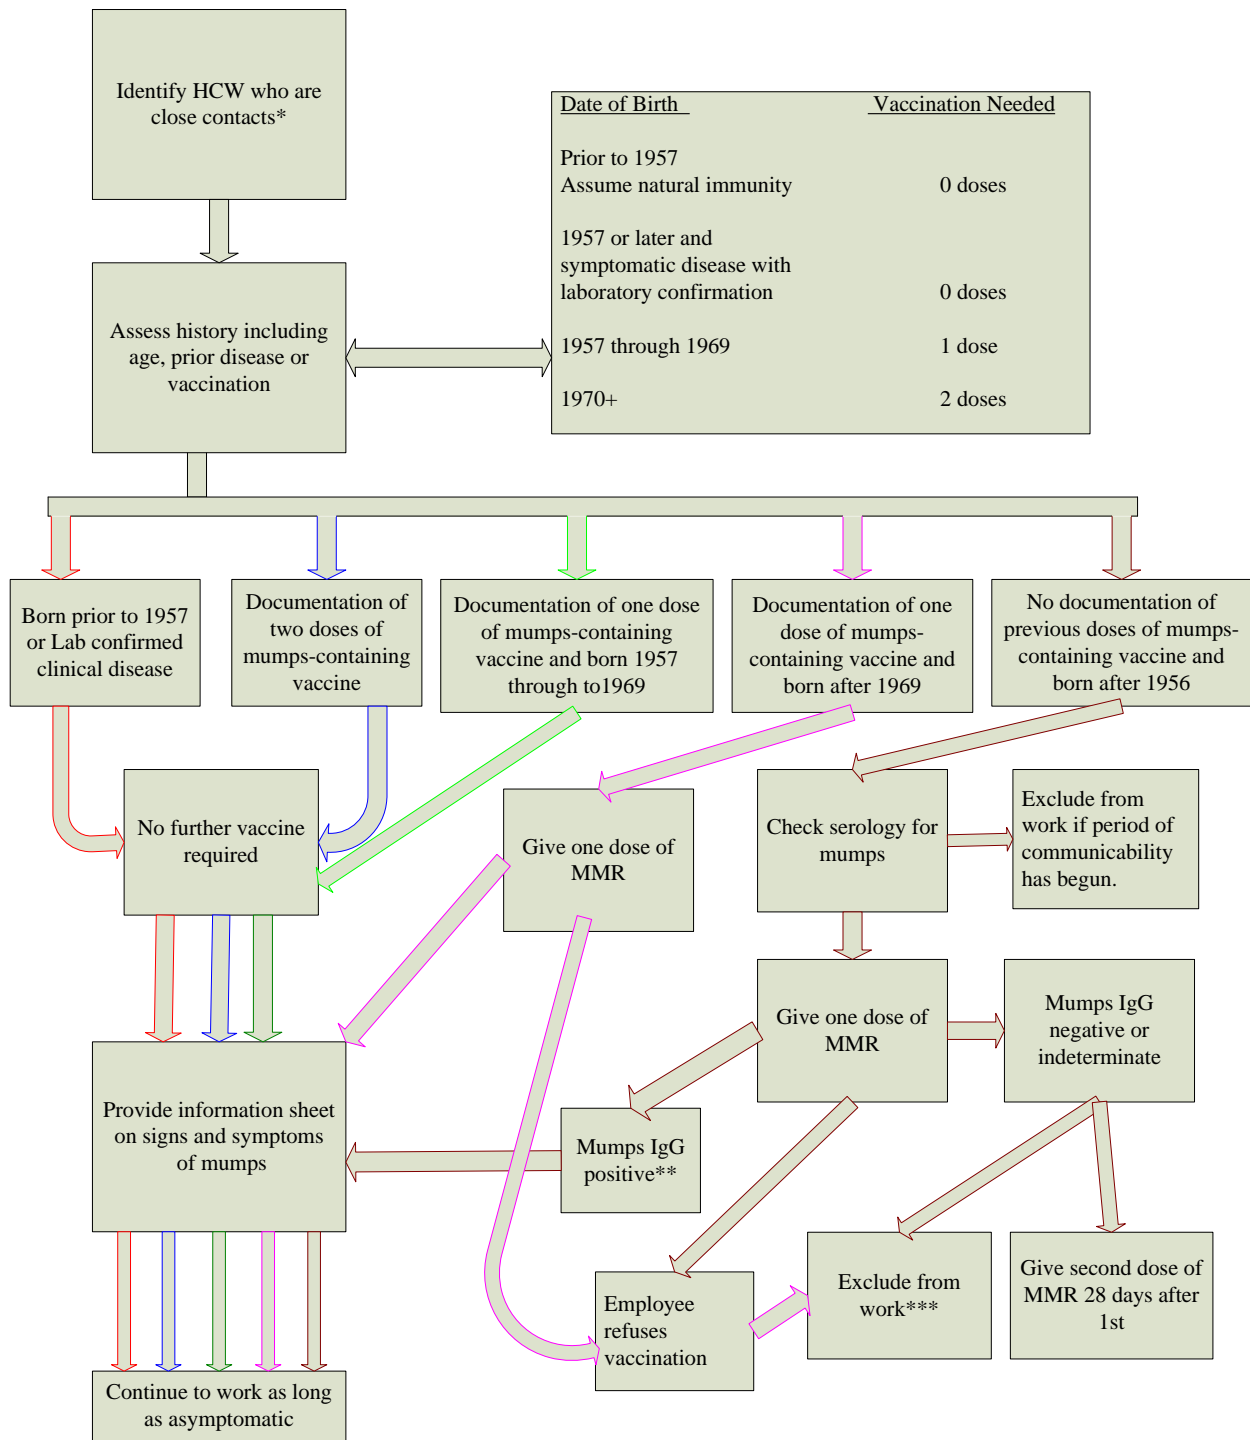 Identify HCW who are
close contacts*
Date of Birth Vaccination Needed
Prior to 1957
Assume natural immunity 0 doses
1957 or later and
symptomatic disease with
laboratory confirmation 0 doses
1957 through 1969 1 dose
1970+ 2 doses
Assess history including
age, prior disease or
vaccination
Born prior to 1957
or Lab confirmed
clinical disease
Documentation of
two doses of
mumps-containing
vaccine
Documentation of one dose
of mumps-containing
vaccine and born 1957
through to1969
Documentation of one
dose of mumps-
containing vaccine and
born after 1969
No documentation of
previous doses of mumps-
containing vaccine and
born after 1956
No further vaccine
required
Give one dose of
MMR
Check serology for
mumps
Exclude from
work if period of
communicability
has begun.
Give one dose of
MMR
Mumps IgG
negative or
indeterminate
Provide information sheet
on signs and symptoms
of mumps
Mumps IgG
positive**
Employee
refuses
vaccination
Exclude from
work***
Give second dose of
MMR 28 days after
1st
Continue to work as long
as asymptomatic